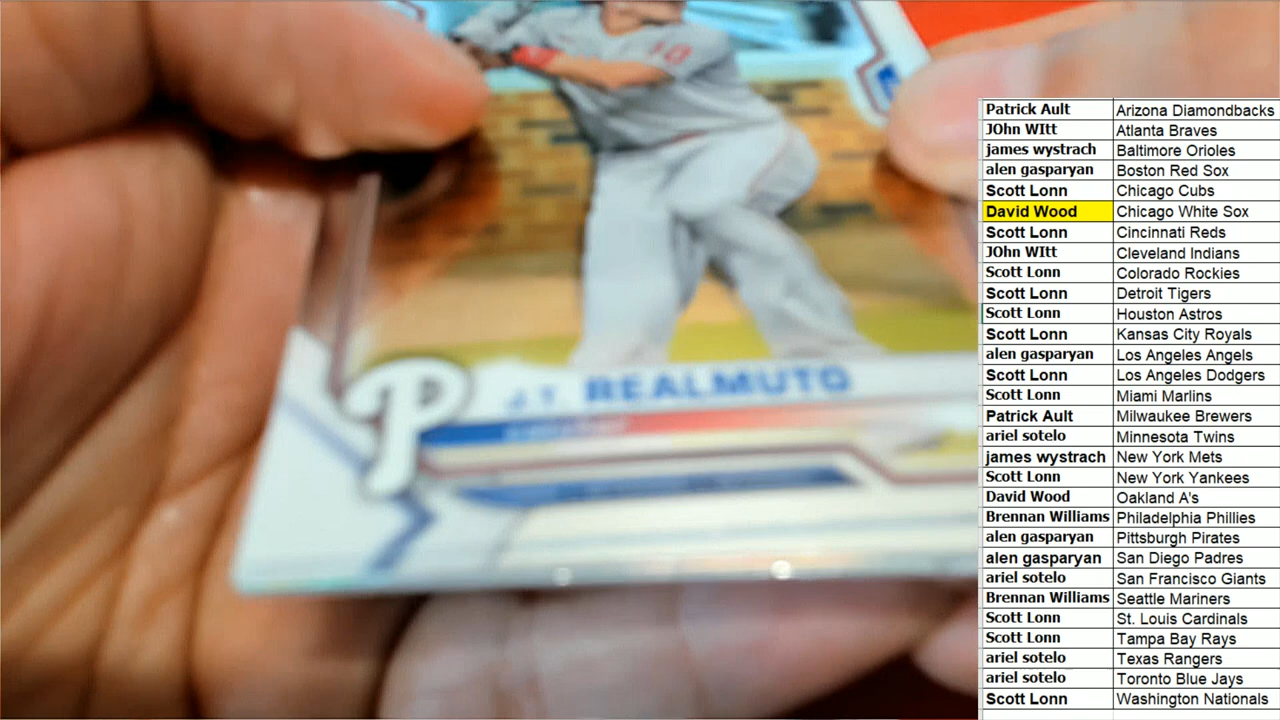 10
P
J.T. REALMUTO
Patrick Ault Arizona Diamondbacks
JOhn WItt Atlanta Braves
james wystrach Baltimore Orioles
alen gasparyan Boston Red Sox
Scott Lonn Chicago Cubs
David Wood Chicago White Sox
Scott Lonn Cincinnati Reds
JOhn WItt Cleveland Indians
Scott Lonn Colorado Rockies
Scott Lonn Detroit Tigers
Scott Lonn Houston Astros
Scott Lonn Kansas City Royals
alen gasparyan Los Angeles Angels
Scott Lonn Los Angeles Dodgers
Scott Lonn Miami Marlins
Patrick Ault Milwaukee Brewers
ariel sotelo Minnesota Twins
james wystrach New York Mets
Scott Lonn New York Yankees
David Wood Oakland A's
Brennan Williams Philadelphia Phillies
alen gasparyan Pittsburgh Pirates
alen gasparyan San Diego Padres
ariel sotelo San Francisco Giants
Brennan Williams Seattle Mariners
Scott Lonn St. Louis Cardinals
Scott Lonn Tampa Bay Rays
ariel sotelo Texas Rangers
ariel sotelo Toronto Blue Jays
Scott Lonn Washington Nationals